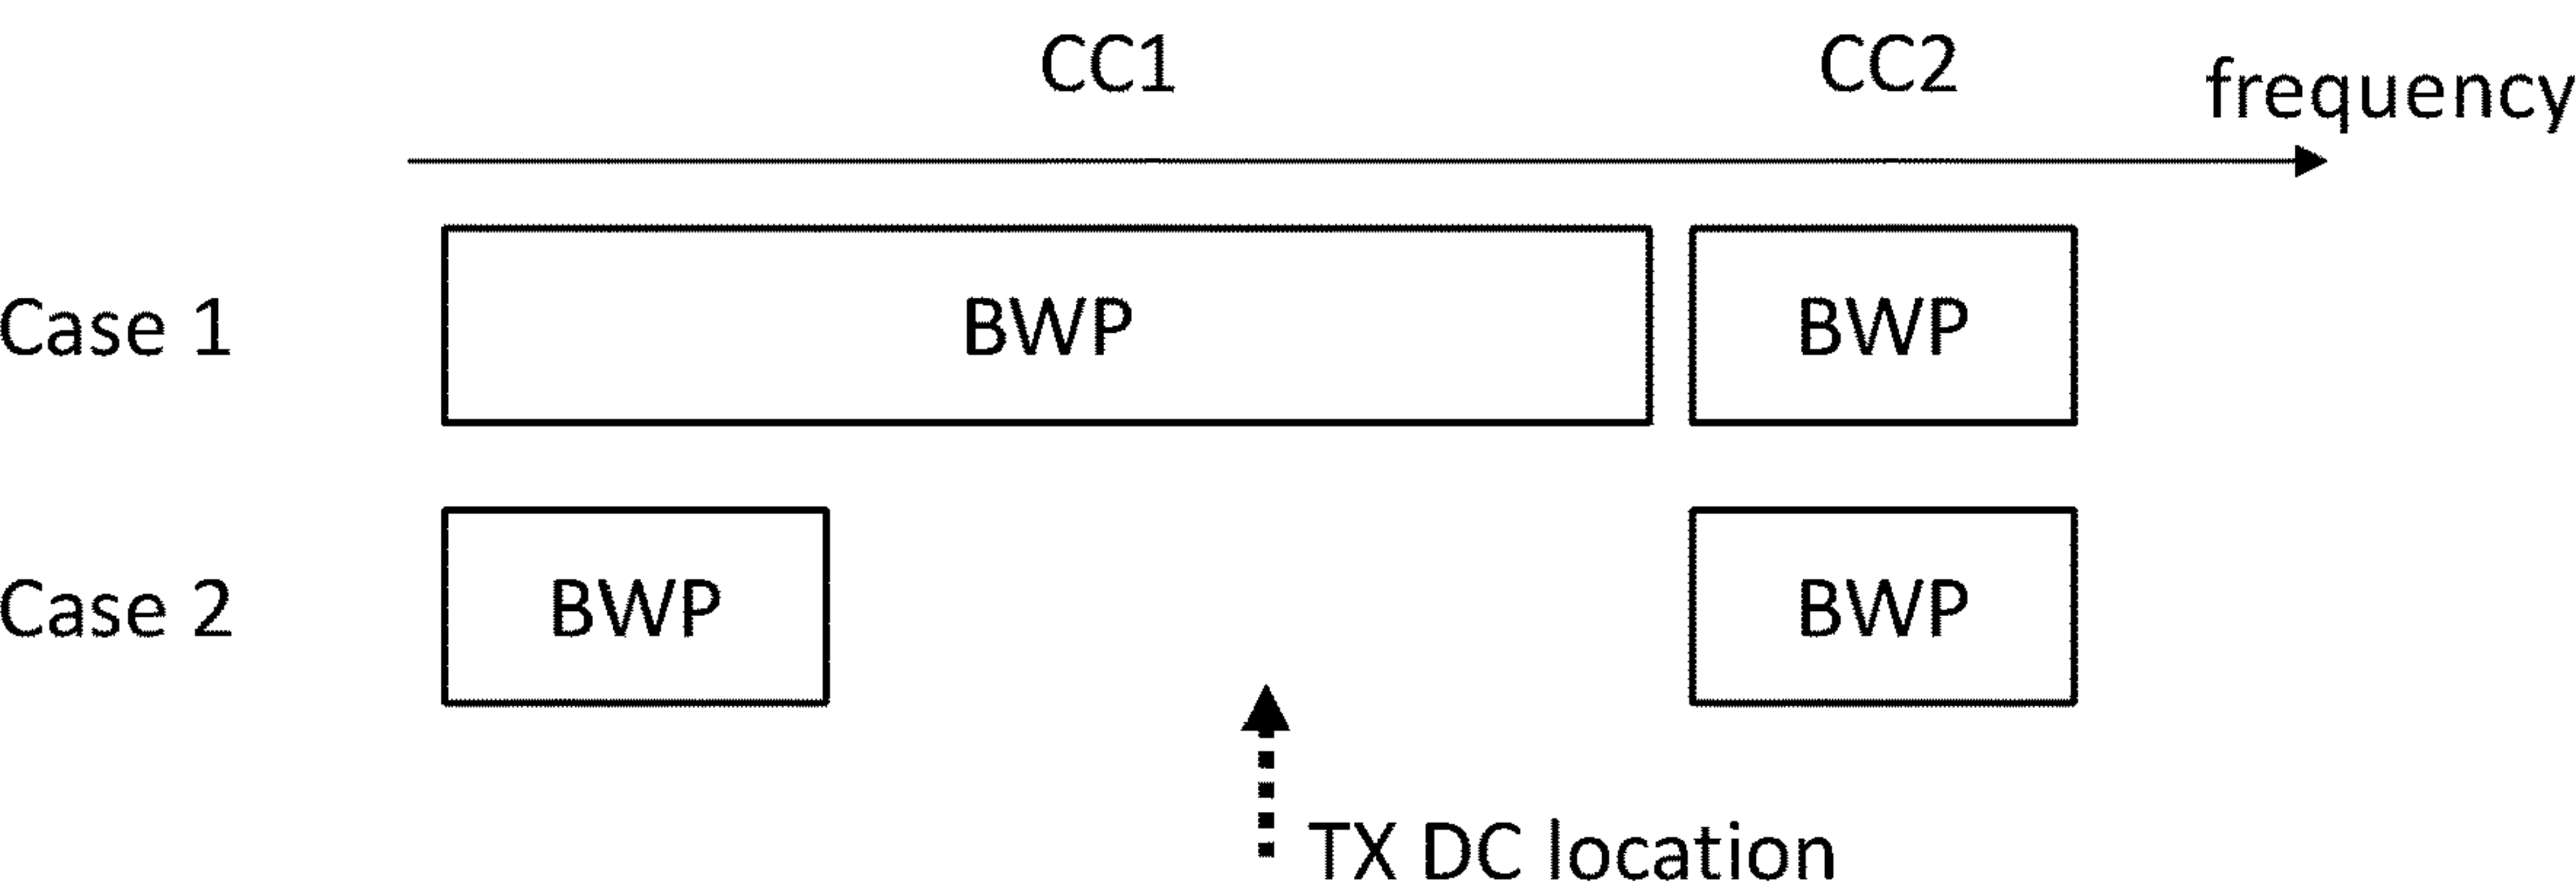 CC1 CC2
frequency
Case 1 BWP BWP
Case 2 BWP BWP
TX DC location